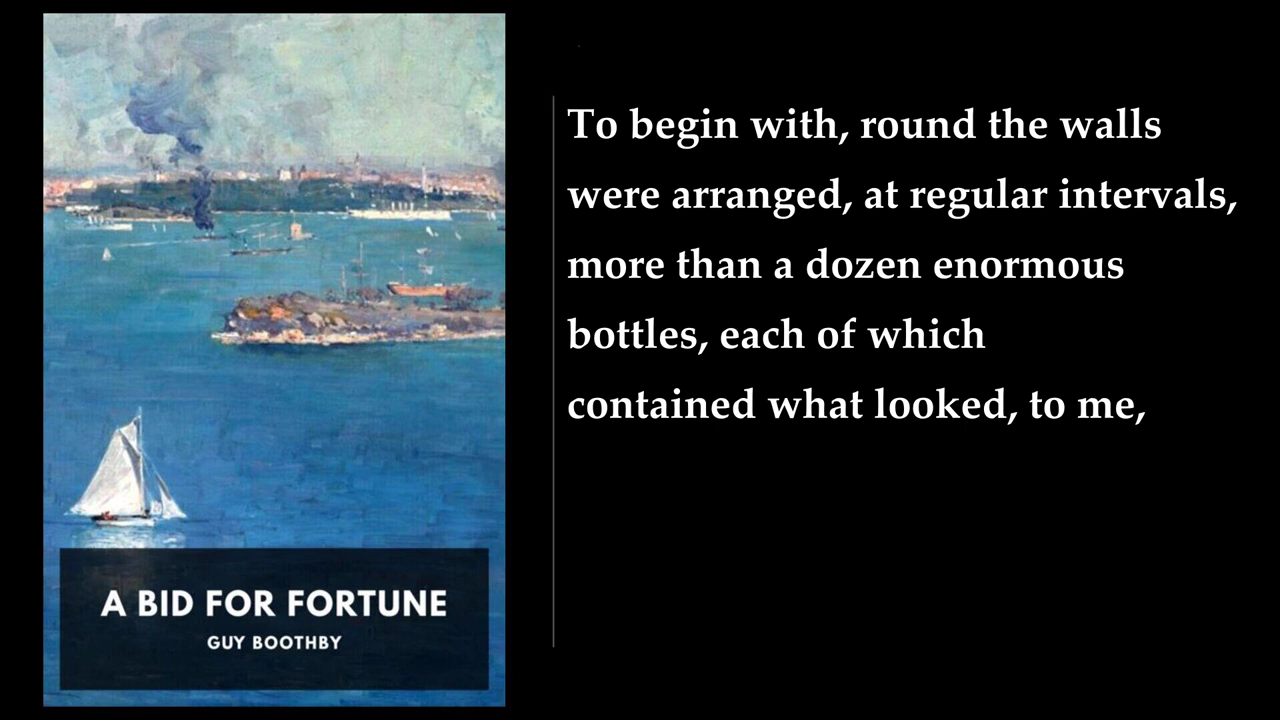 A BID FOR FORTUNE
GUY BOOTHBY
To begin with, round the walls
were arranged, at regular intervals,
more than a dozen enormous
bottles, each of which
contained what looked, to me,